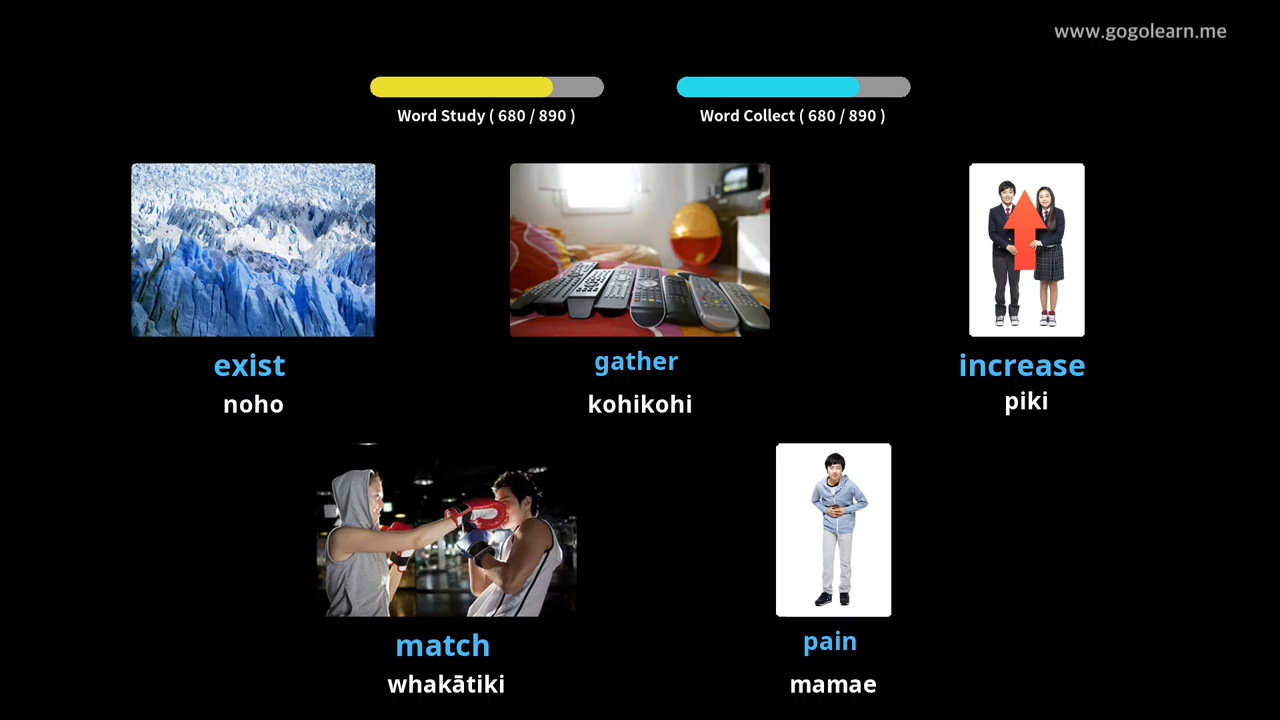 www.gogolearn.me
Word Study ( 680 / 890 )
Word Collect ( 680 / 890 )
exist
noho
gather
kohikohi
increase
piki
match
whakātiki
pain
mamae